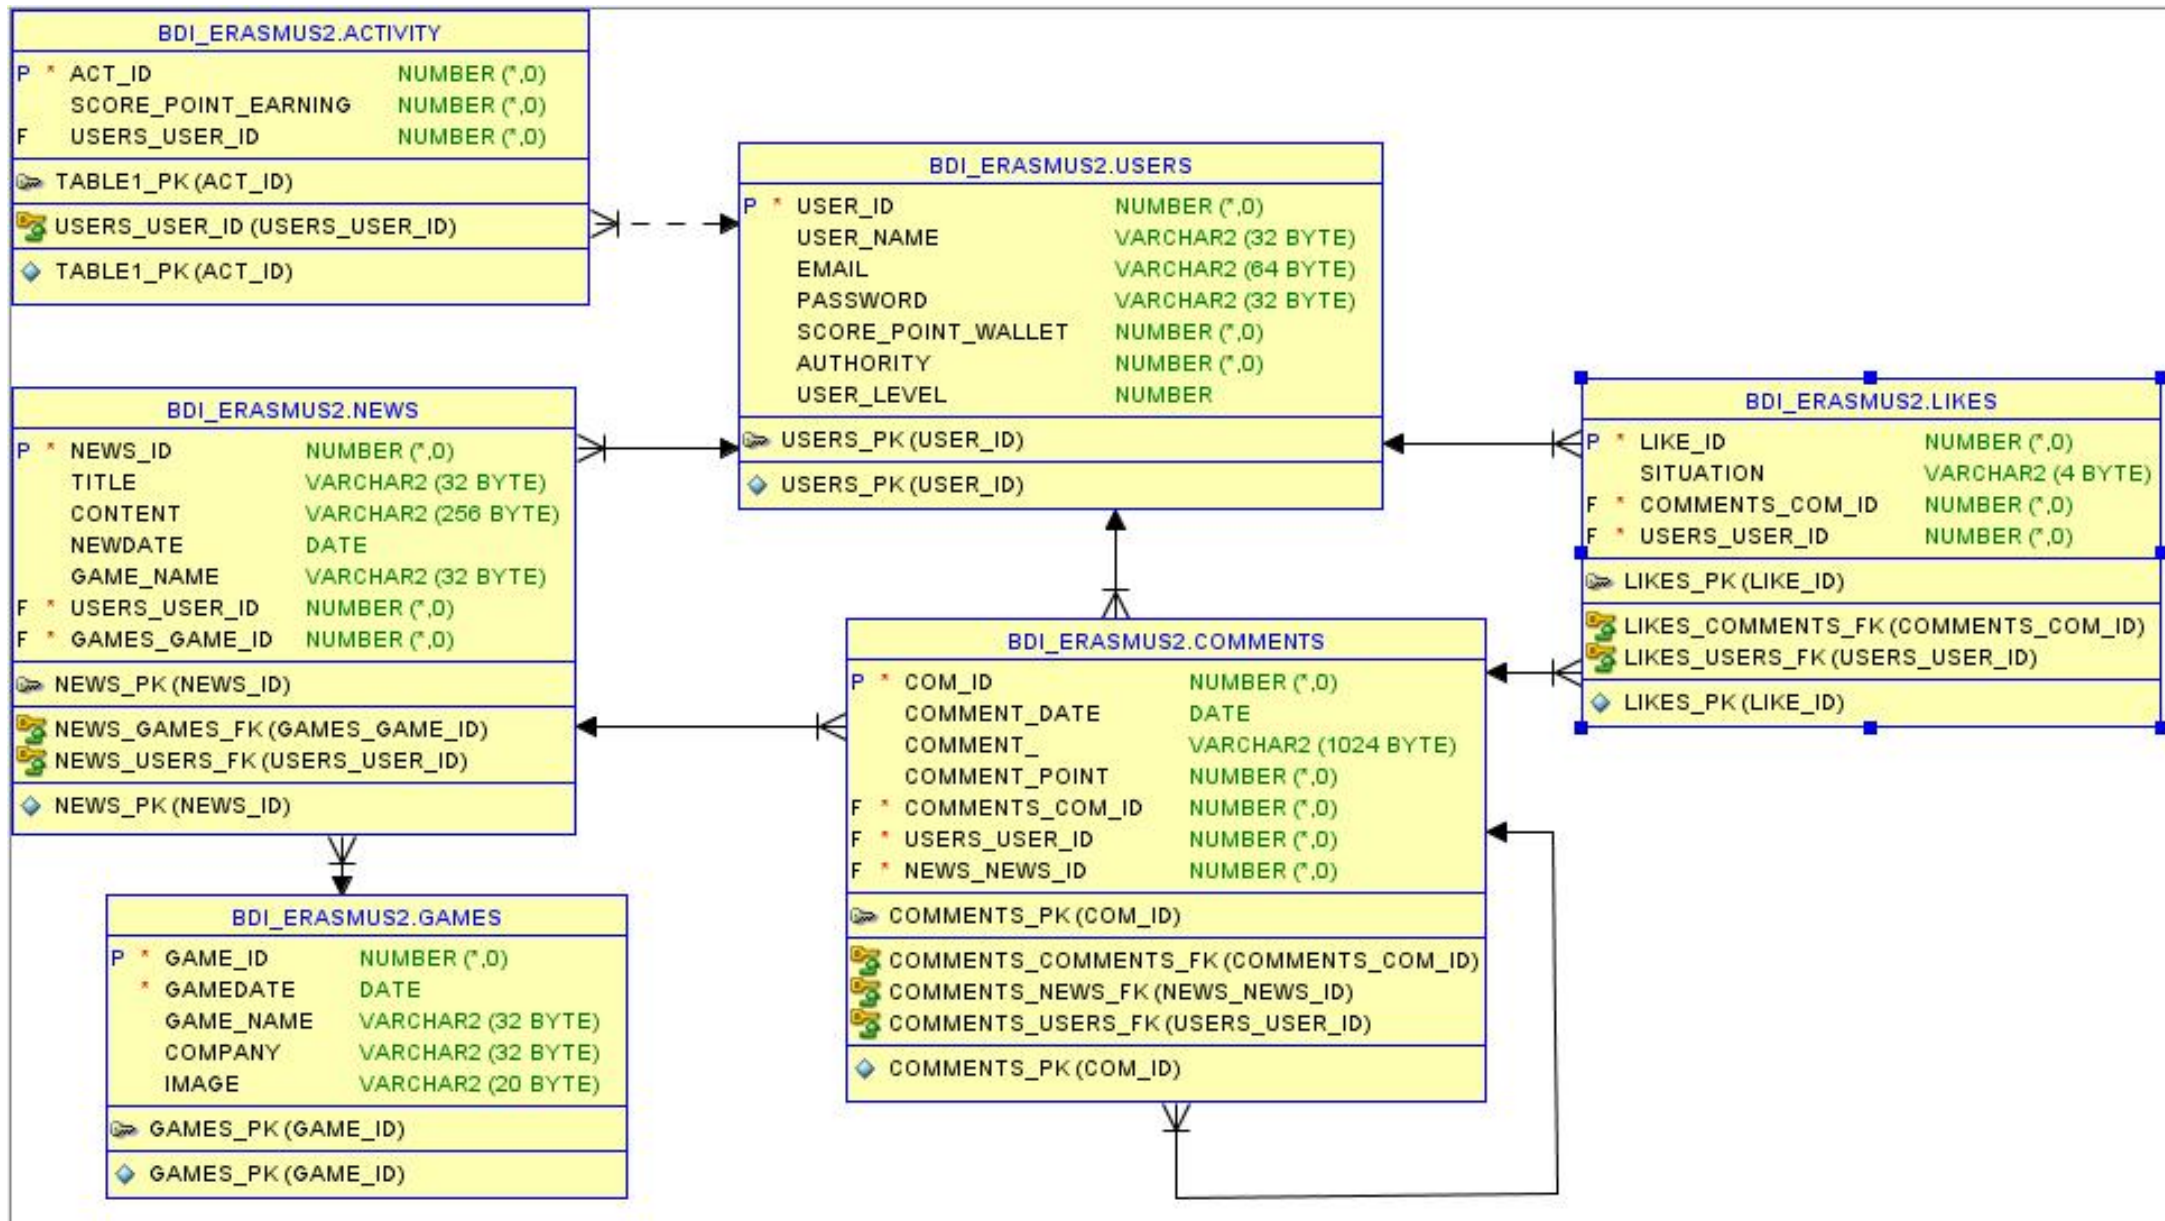 BDI_ERASMUS2.ACTIVITY
P * ACT_ID NUMBER (*,0)
SCORE_POINT_EARNING NUMBER (*,0)
F USERS_USER_ID NUMBER (*,0)
TABLE1_PK (ACT_ID)
USERS_USER_ID (USERS_USER_ID)
TABLE1_PK (ACT_ID)
BDI_ERASMUS2.USERS
P * USER_ID NUMBER (*,0)
USER_NAME VARCHAR2 (32 BYTE)
EMAIL VARCHAR2 (64 BYTE)
PASSWORD VARCHAR2 (32 BYTE)
SCORE_POINT_WALLET NUMBER (*,0)
AUTHORITY NUMBER (*,0)
USER_LEVEL NUMBER
USERS_PK (USER_ID)
USERS_PK (USER_ID)
BDI_ERASMUS2.LIKES
P * LIKE_ID NUMBER (*,0)
SITUATION VARCHAR2 (4 BYTE)
F * COMMENTS_COM_ID NUMBER (*,0)
F * USERS_USER_ID NUMBER (*,0)
LIKES_PK (LIKE_ID)
LIKES_COMMENTS_FK (COMMENTS_COM_ID)
LIKES_USERS_FK (USERS_USER_ID)
LIKES_PK (LIKE_ID)
BDI_ERASMUS2.NEWS
P * NEWS_ID NUMBER (*,0)
TITLE VARCHAR2 (32 BYTE)
CONTENT VARCHAR2 (256 BYTE)
NEWDATE DATE
GAME_NAME VARCHAR2 (32 BYTE)
F * USERS_USER_ID NUMBER (*,0)
F * GAMES_GAME_ID NUMBER (*,0)
NEWS_PK (NEWS_ID)
NEWS_GAMES_FK (GAMES_GAME_ID)
NEWS_USERS_FK (USERS_USER_ID)
NEWS_PK (NEWS_ID)
BDI_ERASMUS2.COMMENTS
P * COM_ID NUMBER (*,0)
COMMENT_DATE DATE
COMMENT_ VARCHAR2 (1024 BYTE)
COMMENT_POINT NUMBER (*,0)
F * COMMENTS_COM_ID NUMBER (*,0)
F * USERS_USER_ID NUMBER (*,0)
F * NEWS_NEWS_ID NUMBER (*,0)
COMMENTS_PK (COM_ID)
COMMENTS_COMMENTS_FK (COMMENTS_COM_ID)
COMMENTS_NEWS_FK (NEWS_NEWS_ID)
COMMENTS_USERS_FK (USERS_USER_ID)
COMMENTS_PK (COM_ID)
BDI_ERASMUS2.GAMES
P * GAME_ID NUMBER (*,0)
* GAMEDATE DATE
GAME_NAME VARCHAR2 (32 BYTE)
COMPANY VARCHAR2 (32 BYTE)
IMAGE VARCHAR2 (20 BYTE)
GAMES_PK (GAME_ID)
GAMES_PK (GAME_ID)